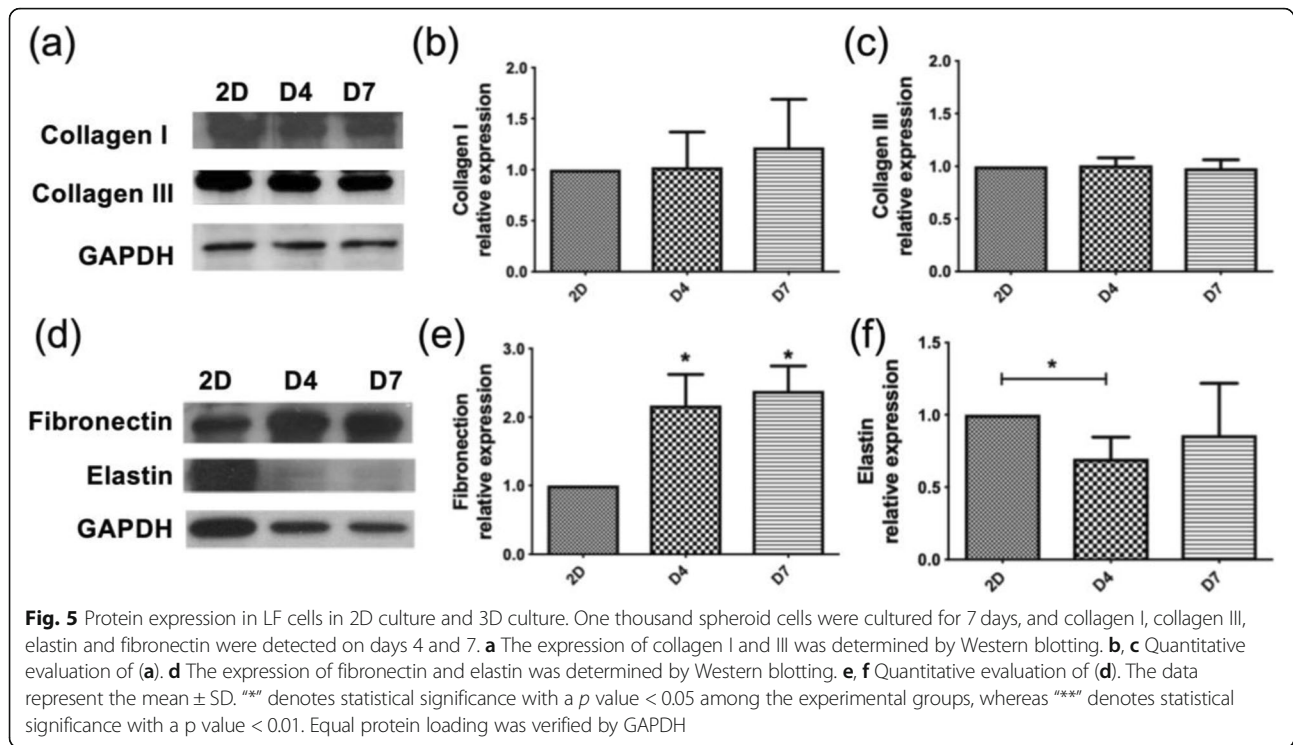 (a)
2D D4 D7
Collagen I
Collagen III
GAPDH
(b)
Collagen I
relative expression
2.0
1.5
1.0
0.5
0.0
2D
D4
D7
(c)
Collagen III
relative expression
2.0
1.5
1.0
0.5
0.0
2D
D4
D7
(d)
2D D4 D7
Fibronectin
Elastin
GAPDH
(e)
Fibronection
relative expression
3.0
2.0
1.0
0.0
* *
2D
D4
D7
(f)
Elastin
relative expression
1.5
1.0
0.5
0.0
*
2D
D4
D7
Fig. 5 Protein expression in LF cells in 2D culture and 3D culture. One thousand spheroid cells were cultured for 7 days, and collagen I, collagen III,
elastin and fibronectin were detected on days 4 and 7. a The expression of collagen I and III was determined by Western blotting. b, c Quantitative
evaluation of (a). d The expression of fibronectin and elastin was determined by Western blotting. e, f Quantitative evaluation of (d). The data
represent the mean ± SD. “*” denotes statistical significance with a p value < 0.05 among the experimental groups, whereas “**” denotes statistical
significance with a p value < 0.01. Equal protein loading was verified by GAPDH